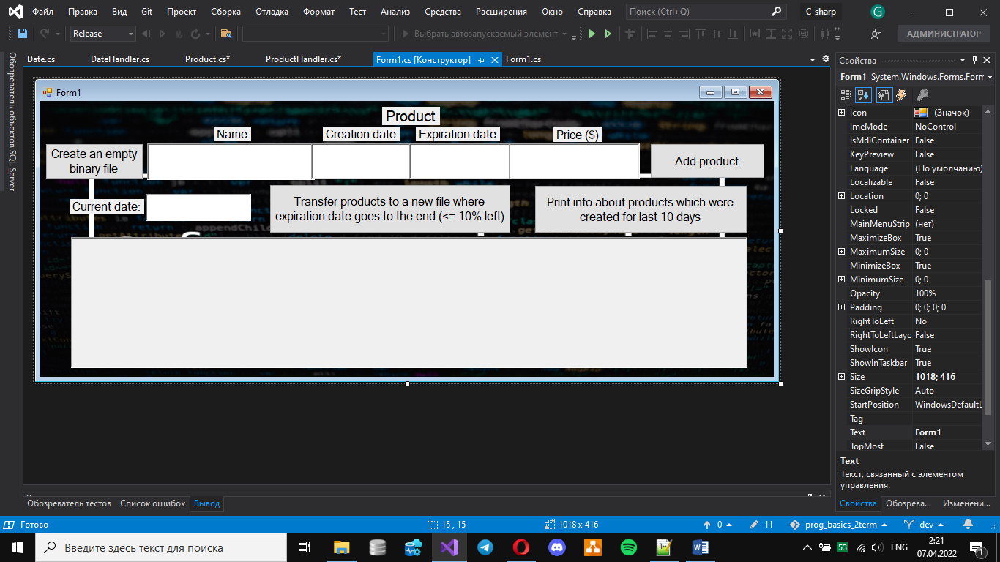 Файл Правка Вид Git Проект Сборка Отладка Формат Тест Анализ Средства Расширения Окно Справка Поиск (Ctrl+Q) C-sharp G
Release Выбрать автозапускаемый элемент АДМИНИСТРАТОР
Обозреватель объектов SQL Server
Date.cs DateHandler.cs Product.cs* ProductHandler.cs* Form1.cs [Конструктор] Form1.cs
Form1
Product
Name Creation date Expiration date Price ($)
Create an empty
binary file
Add product
Current date:
Transfer products to a new file where
expiration date goes to the end (<= 10% left)
Print info about products which were
created for last 10 days
Свойства
Form1 System.Windows.Forms.Form
Icon (Значок)
ImeMode NoControl
IsMdiContainer False
KeyPreview False
Language (По умолчанию)
Localizable False
Location 0; 0
Locked False
MainMenuStrip (нет)
MaximizeBox True
MaximumSize 0; 0
MinimizeBox True
MinimumSize 0; 0
Opacity 100%
Padding 0; 0; 0; 0
RightToLeft No
RightToLeftLayo False
ShowIcon True
ShowInTaskbar True
Size 1018; 416
SizeGripStyle Auto
StartPosition WindowsDefaultL
Tag
Text Form1
TopMost False
Text
Текст, связанный с элементом
управления.
Обозреватель тестов Список ошибок Вывод
Свойства Обозрева... Изменени...
Готово 15 , 15 1018 x 416 0 11 prog_basics_2term dev
Введите здесь текст для поиска
53 ENG
2:21
07.04.2022
1